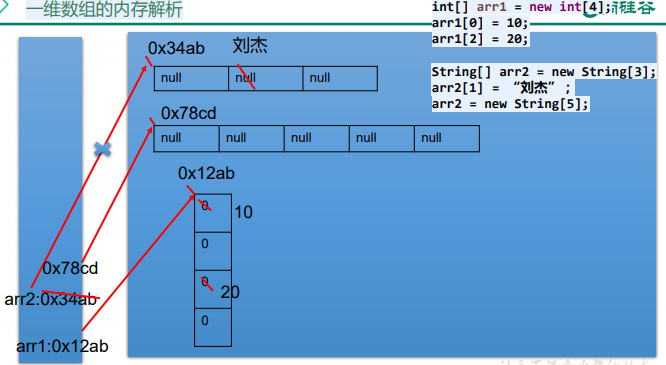 一维数组的内存解析
int[] arr1 = new int[4];
arr1[0] = 10;
arr1[2] = 20;
String[] arr2 = new String[3];
arr2[1] = “刘杰”;
arr2 = new String[5];
0x34ab
刘杰
null null null
0x78cd
null null null null null
0x12ab
0
10
0
0
20
0
0x78cd
arr2:0x34ab
arr1:0x12ab